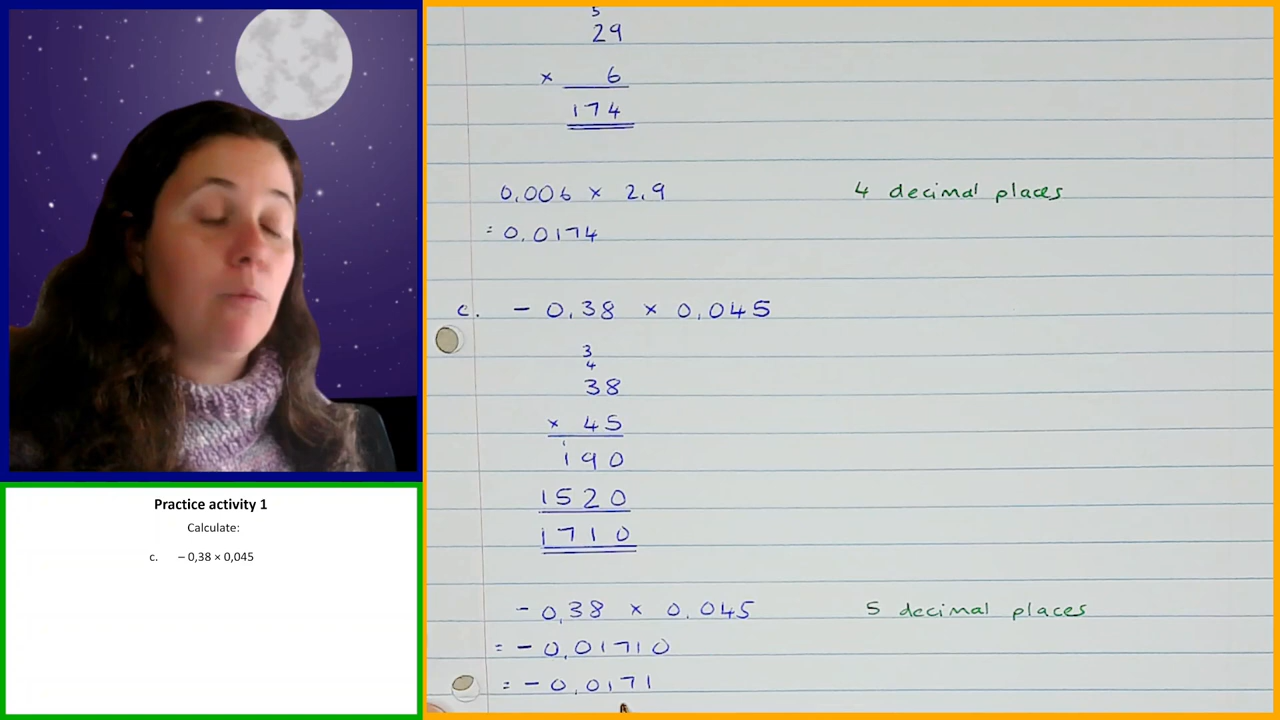 5
29
× 6
174
0,006 × 2,9 4 decimal places
= 0,0174
c. - 0,38 × 0,045
3
4
38
× 45
1
190
1520
1710
- 0,38 × 0,045 5 decimal places
= - 0,01710
= - 0,0171
Practice activity 1
Calculate:
c. – 0,38 × 0,045